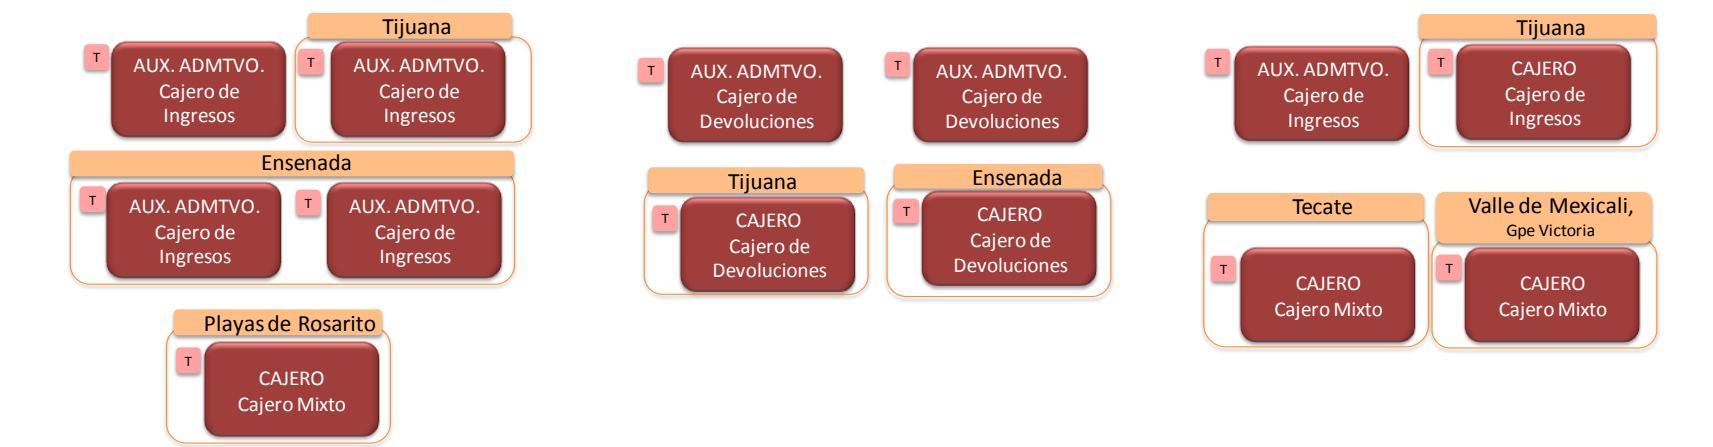 T
AUX. ADMTVO.
Cajero de
Ingresos
Tijuana
T
AUX. ADMTVO.
Cajero de
Ingresos
Ensenada
T
AUX. ADMTVO.
Cajero de
Ingresos
T
AUX. ADMTVO.
Cajero de
Ingresos
Playas de Rosarito
T
CAJERO
Cajero Mixto
T
AUX. ADMTVO.
Cajero de
Devoluciones
T
AUX. ADMTVO.
Cajero de
Devoluciones
Tijuana
T
CAJERO
Cajero de
Devoluciones
Ensenada
T
CAJERO
Cajero de
Devoluciones
T
AUX. ADMTVO.
Cajero de
Ingresos
Tijuana
T
CAJERO
Cajero de
Ingresos
Tecate
T
CAJERO
Cajero Mixto
Valle de Mexicali,
Gpe Victoria
T
CAJERO
Cajero Mixto